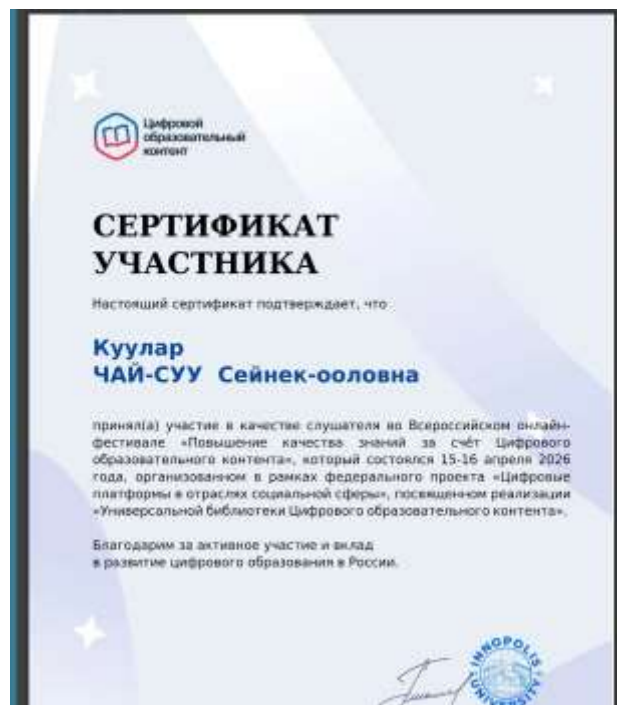 Цифровой
образовательный
контент
СЕРТИФИКАТ
УЧАСТНИКА
Настоящий сертификат подтверждает, что
Куулар
ЧАЙ-СУУ Сейнек-ооловна
принял(а) участие в качестве слушателя во Всероссийском онлайн-
фестивале «Повышение качества знаний за счёт Цифрового
образовательного контента», который состоялся 15-16 апреля 2026
года, организованном в рамках федерального проекта «Цифровые
платформы в отраслях социальной сферы», посвященном реализации
«Универсальной библиотеки Цифрового образовательного контента».
Благодарим за активное участие и вклад
в развитие цифрового образования в России.
INNOPOLIS
UNIVERSITY